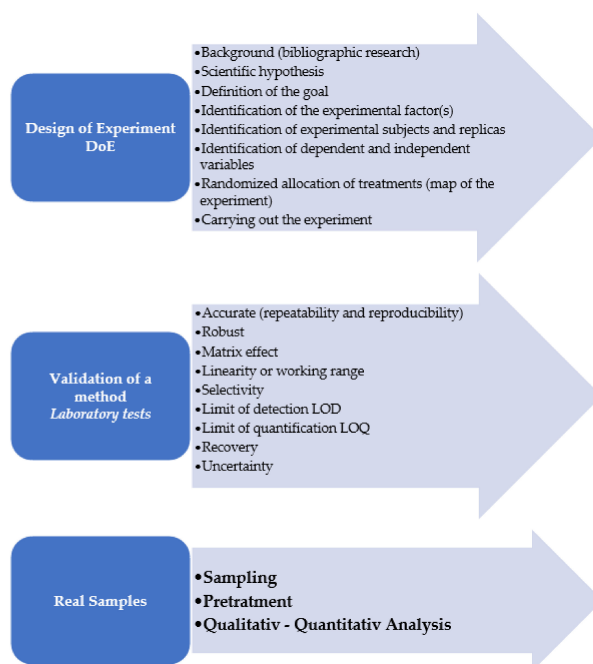 Design of Experiment
DoE
•Background (bibliographic research)
•Scientific hypothesis
•Definition of the goal
•Identification of the experimental factor(s)
•Identification of experimental subjects and replicas
•Identification of dependent and independent
variables
•Randomized allocation of treatments (map of the
experiment)
•Carrying out the experiment
Validation of a
method
Laboratory tests
•Accurate (repeatability and reproducibility)
•Robust
•Matrix effect
•Linearity or working range
•Selectivity
•Limit of detection LOD
•Limit of quantification LOQ
•Recovery
•Uncertainty
Real Samples
•Sampling
•Pretratment
•Qualitativ - Quantitativ Analysis